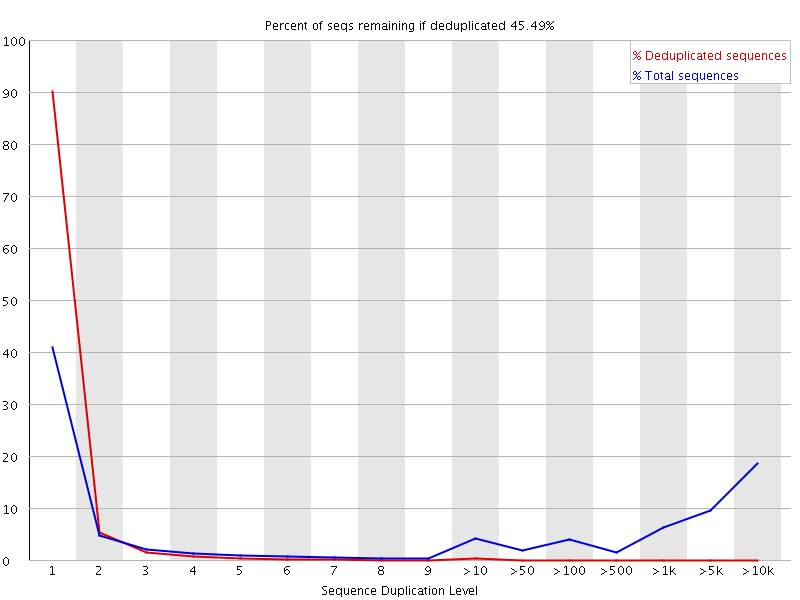 Percent of seqs remaining if deduplicated 45.49%
% Deduplicated sequences
% Total sequences
100
90
80
70
60
50
40
30
20
10
0
1 2 3 4 5 6 7 8 9 >10 >50 >100 >500 >1k >5k >10k
Sequence Duplication Level